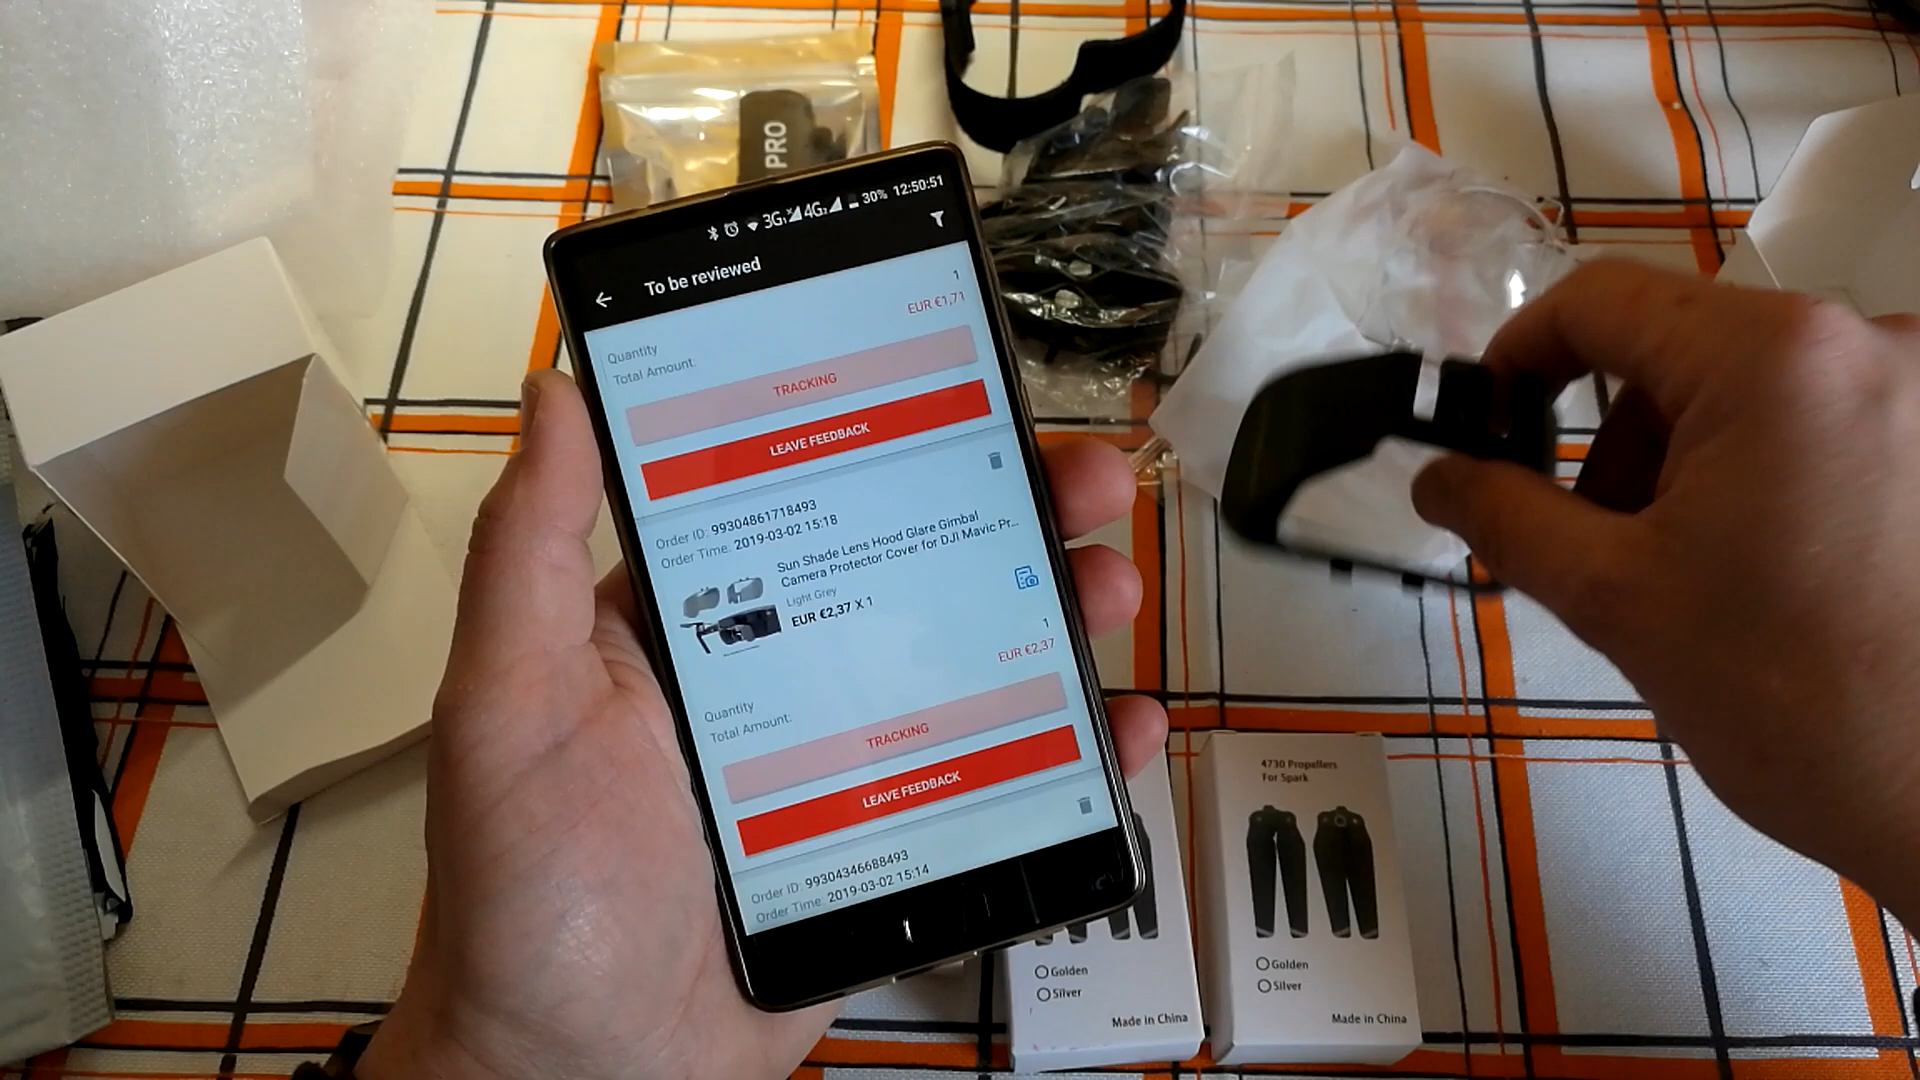 PRO
3G 4G 30% 12:50:51
To be reviewed
1
EUR €1,71
Quantity
Total Amount:
TRACKING
LEAVE FEEDBACK
Order ID: 99304861718493
Order Time: 2019-03-02 15:18
Sun Shade Lens Hood Glare Gimbal
Camera Protector Cover for DJI Mavic Pr...
Light Grey
EUR €2,37 X 1
1
EUR €2,37
Quantity
Total Amount:
TRACKING
LEAVE FEEDBACK
Order ID: 99304346688493
Order Time: 2019-03-02 15:14
Golden
Silver
Made in China
4730 Propellers
For Spark
Golden
Silver
Made in China